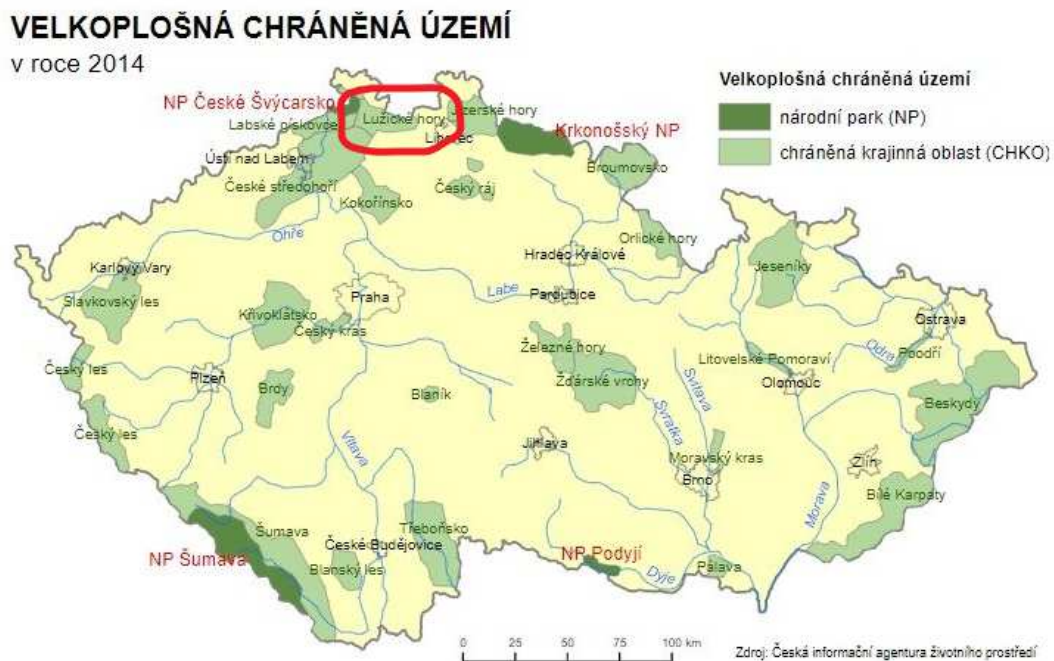 VELKOPLOŠNÁ CHRÁNĚNÁ ÚZEMÍ
v roce 2014
Velkoplošná chráněná území
národní park (NP)
chráněná krajinná oblast (CHKO)
NP České Švýcarsko
Labské pískovce
Lužické hory
Jizerské hory
Liberec
Krkonošský NP
Ústí nad Labem
České středohoří
Kokořínsko
Český ráj
Broumovsko
Ohře
Orlické hory
Hradec Králové
Karlovy Vary
Slavkovský les
Praha
Labe
Pardubice
Jeseníky
Křivoklátsko
Český kras
Ostrava
Železné hory
Litovelské Pomoraví
Odra
Poodří
Český les
Plzeň
Brdy
Blaník
Žďárské vrchy
Svitava
Olomouc
Beskydy
Český les
Vltava
Jihlava
Svratka
Moravský kras
Brno
Zlín
Morava
Bílé Karpaty
Šumava
Třeboňsko
České Budějovice
NP Šumava
Blanský les
NP Podyjí
Dyje
Pálava
0 25 50 75 100 km
Zdroj: Česká informační agentura životního prostředí